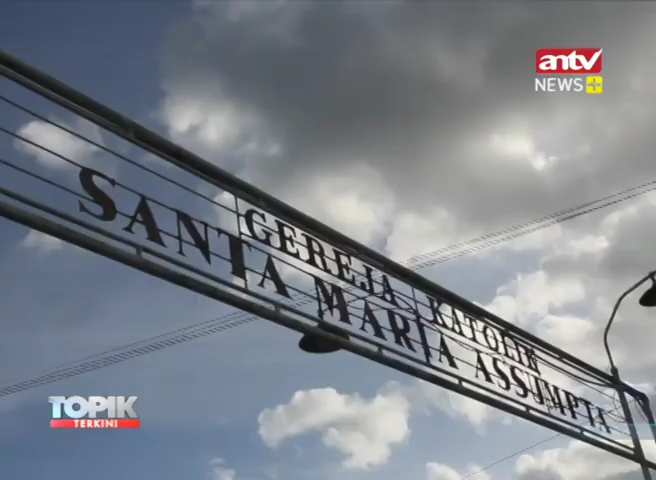 antv
NEWS+
GEREJA KATOLIK
SANTA MARIA ASSUMPTA
TOPIK
TERKINI